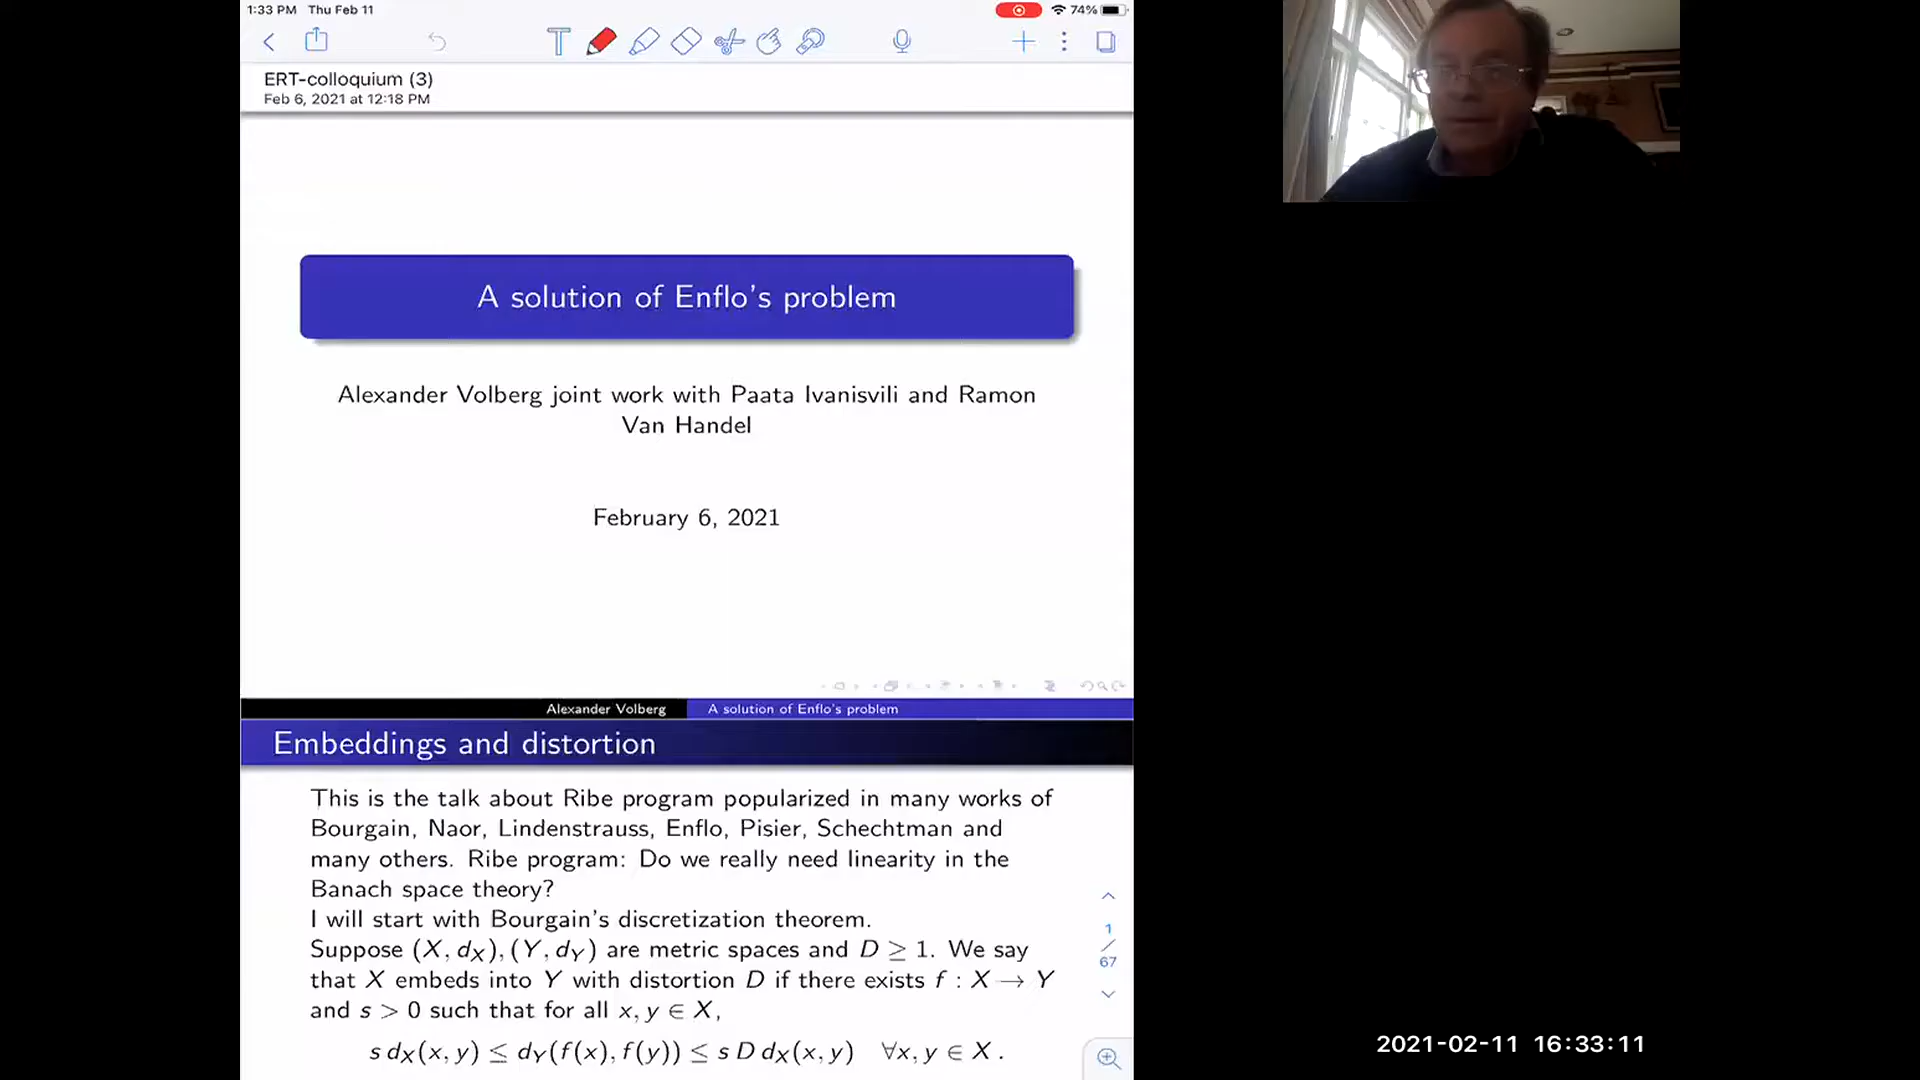 1:33 PM Thu Feb 11
74%
ERT-colloquium (3)
Feb 6, 2021 at 12:18 PM
A solution of Enflo's problem
Alexander Volberg joint work with Paata Ivanisvili and Ramon
Van Handel
February 6, 2021
Alexander Volberg A solution of Enflo's problem
Embeddings and distortion
This is the talk about Ribe program popularized in many works of
Bourgain, Naor, Lindenstrauss, Enflo, Pisier, Schechtman and
many others. Ribe program: Do we really need linearity in the
Banach space theory?
I will start with Bourgain's discretization theorem.
Suppose (X, d_X), (Y, d_Y) are metric spaces and D ≥ 1. We say
that X embeds into Y with distortion D if there exists f : X → Y
and s > 0 such that for all x, y ∈ X,
s d_X(x, y) ≤ d_Y(f(x), f(y)) ≤ s D d_X(x, y) ∀x, y ∈ X .
1
/
67
2021-02-11 16:33:11